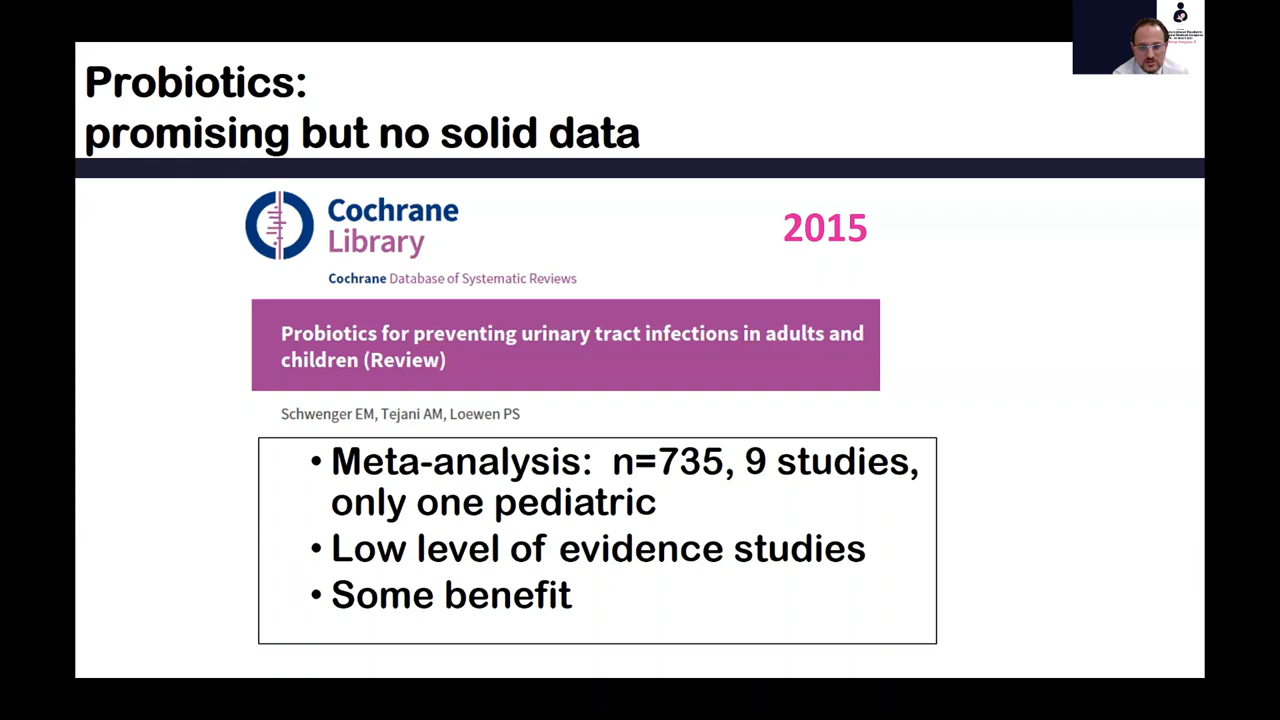 Probiotics:
promising but no solid data
Cochrane
Library
2015
Cochrane Database of Systematic Reviews
Probiotics for preventing urinary tract infections in adults and
children (Review)
Schwenger EM, Tejani AM, Loewen PS
• Meta-analysis: n=735, 9 studies,
only one pediatric
• Low level of evidence studies
• Some benefit